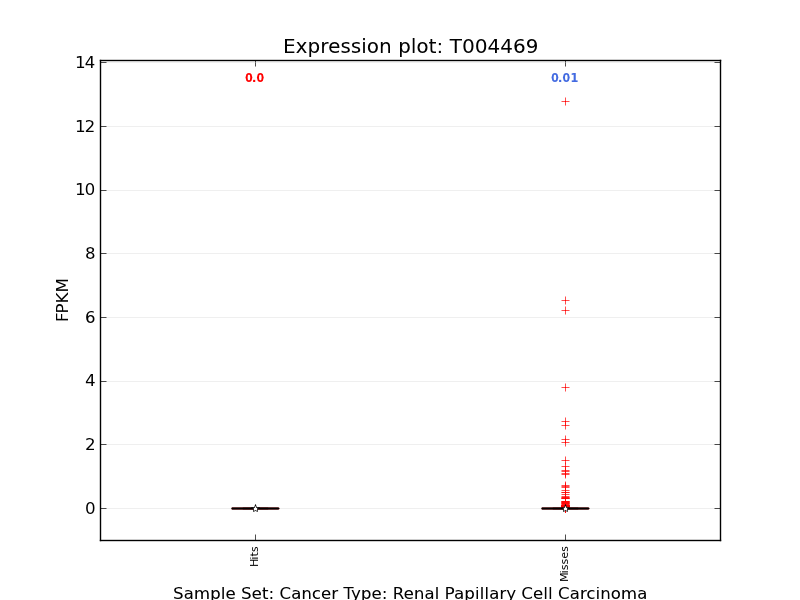 Expression plot: T004469
14
0.0
0.01
12
10
8
FPKM
6
4
2
0
Hits
Misses
Sample Set: Cancer Type: Renal Papillary Cell Carcinoma